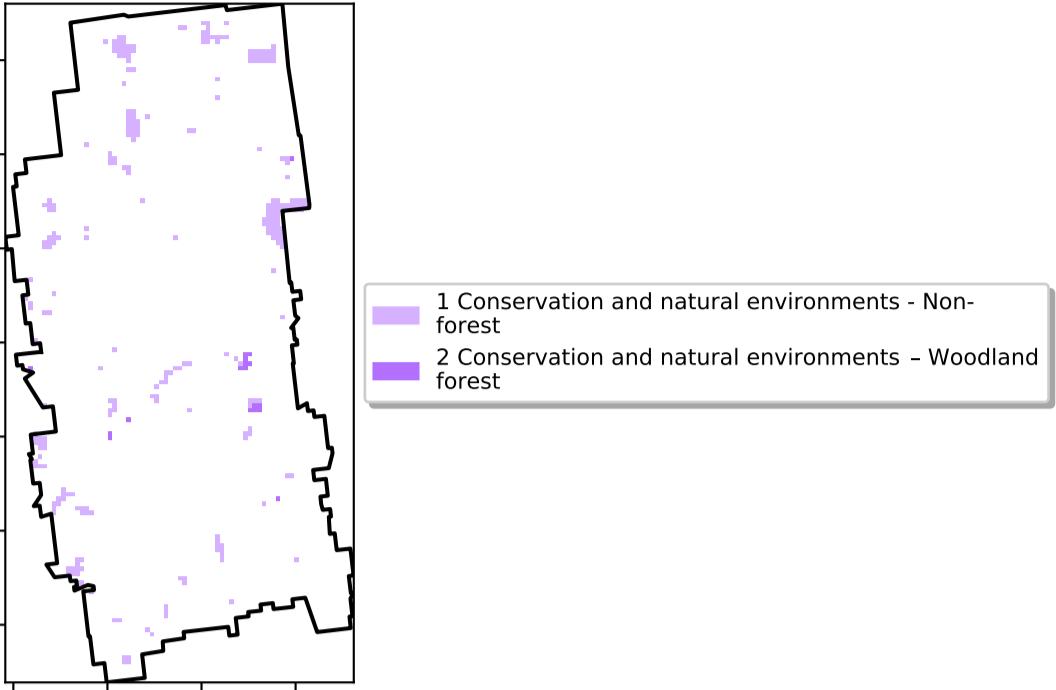 1 Conservation and natural environments - Non-
forest
2 Conservation and natural environments – Woodland
forest